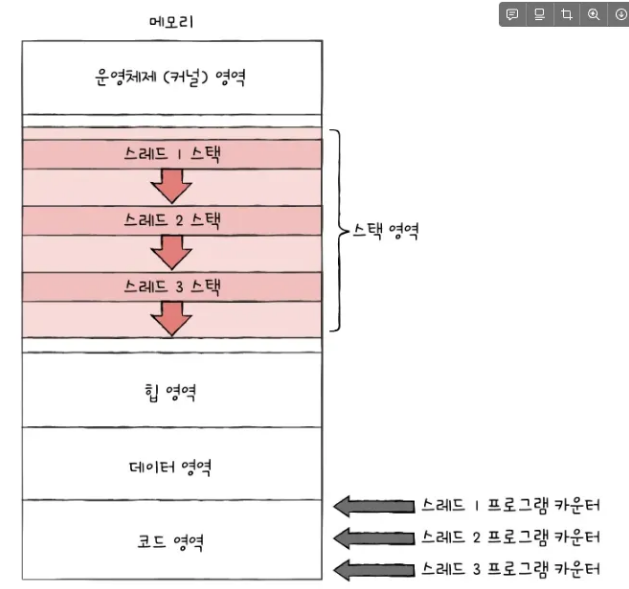 메모리
운영체제 (커널) 영역
스레드 1 스택
스레드 2 스택
스레드 3 스택
스택 영역
힙 영역
데이터 영역
코드 영역
스레드 1 프로그램 카운터
스레드 2 프로그램 카운터
스레드 3 프로그램 카운터